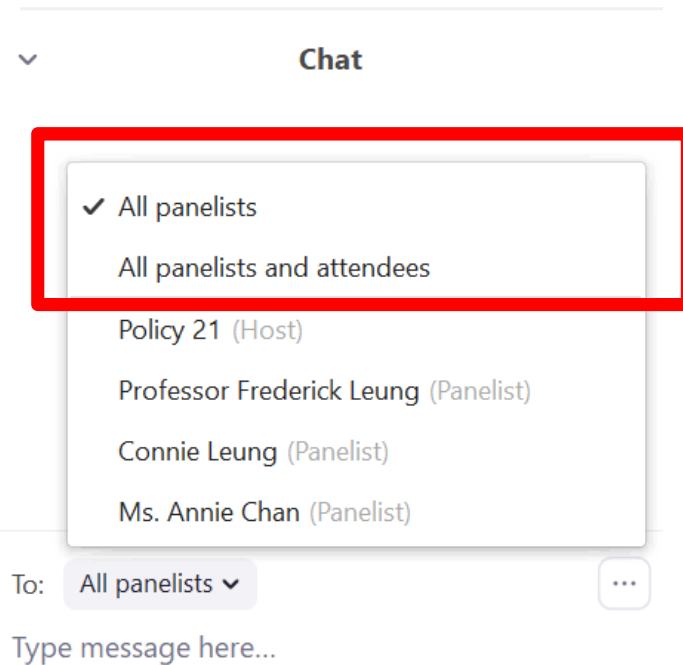 Chat
All panelists
All panelists and attendees
Policy 21 (Host)
Professor Frederick Leung (Panelist)
Connie Leung (Panelist)
Ms. Annie Chan (Panelist)
To: All panelists
Type message here...